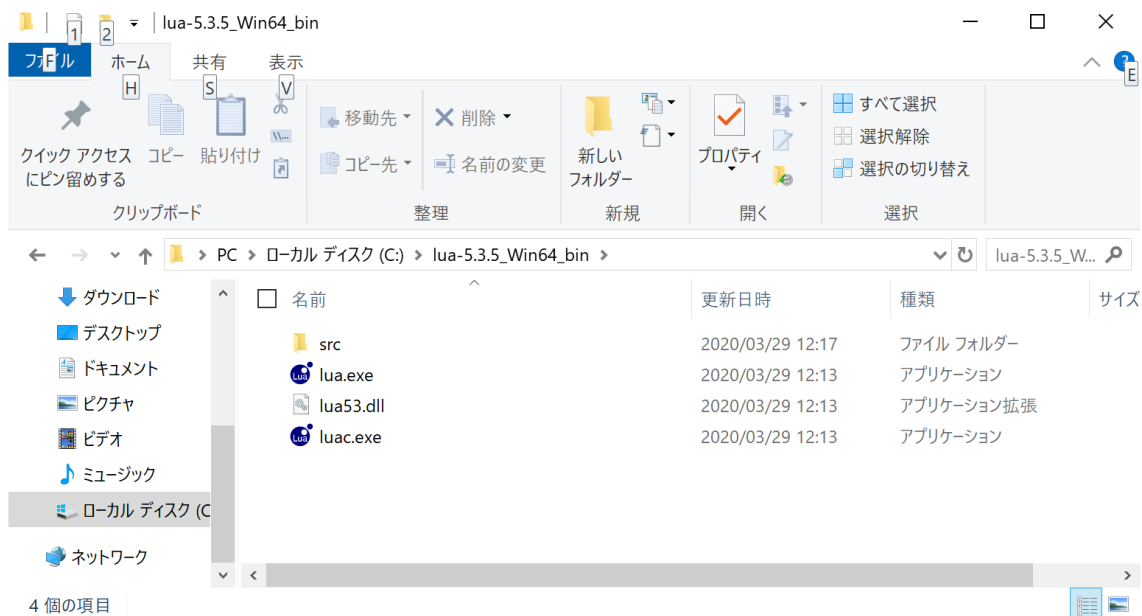 1 2 lua-5.3.5_Win64_bin
ファイル ホーム 共有 表示
F H S V E
クイック アクセス
にピン留めする
コピー
貼り付け
クリップボード
移動先
コピー先
削除
名前の変更
整理
新しい
フォルダー
新規
プロパティ
開く
すべて選択
選択解除
選択の切り替え
選択
PC ローカル ディスク (C:) lua-5.3.5_Win64_bin
lua-5.3.5_W...
ダウンロード
デスクトップ
ドキュメント
ピクチャ
ビデオ
ミュージック
ローカル ディスク (C
ネットワーク
名前 更新日時 種類 サイズ
src 2020/03/29 12:17 ファイル フォルダー
lua.exe 2020/03/29 12:13 アプリケーション
lua53.dll 2020/03/29 12:13 アプリケーション拡張
luac.exe 2020/03/29 12:13 アプリケーション
4 個の項目